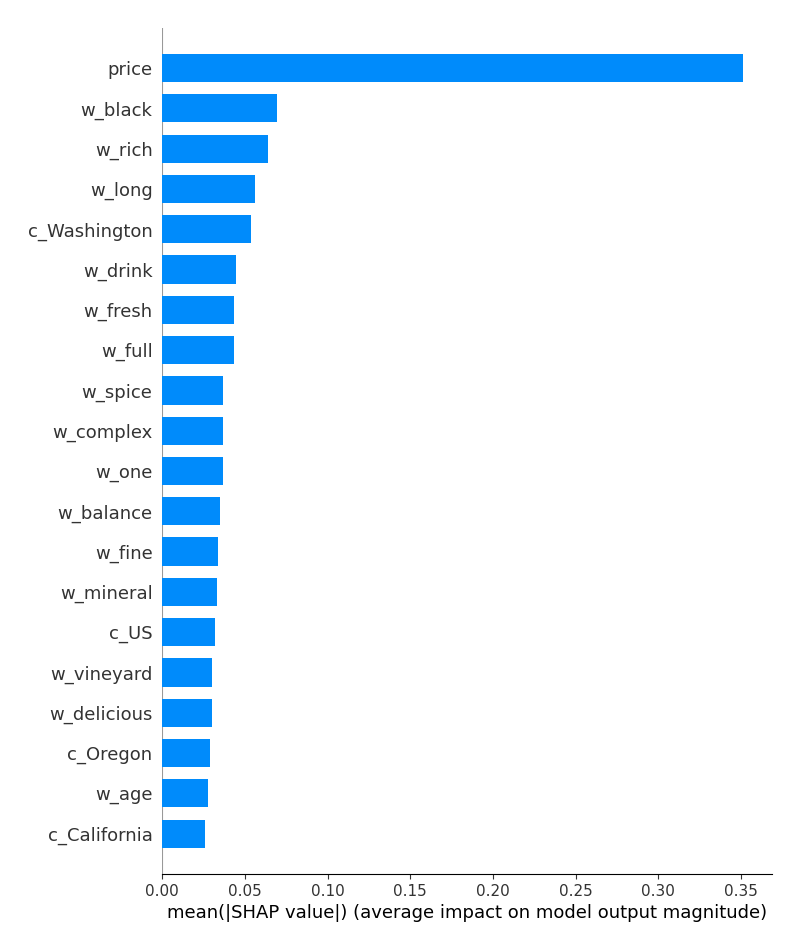 price
w_black
w_rich
w_long
c_Washington
w_drink
w_fresh
w_full
w_spice
w_complex
w_one
w_balance
w_fine
w_mineral
c_US
w_vineyard
w_delicious
c_Oregon
w_age
c_California
0.00 0.05 0.10 0.15 0.20 0.25 0.30 0.35
mean(|SHAP value|) (average impact on model output magnitude)